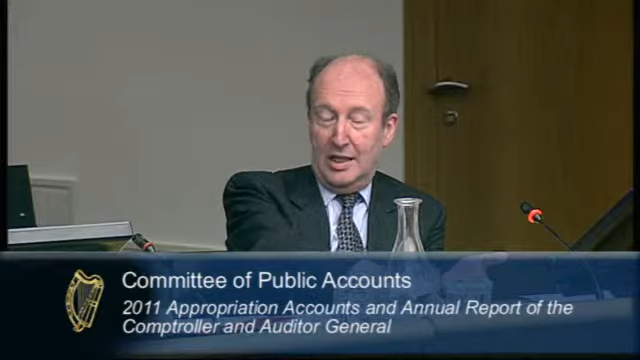 Committee of Public Accounts
2011 Appropriation Accounts and Annual Report of the
Comptroller and Auditor General